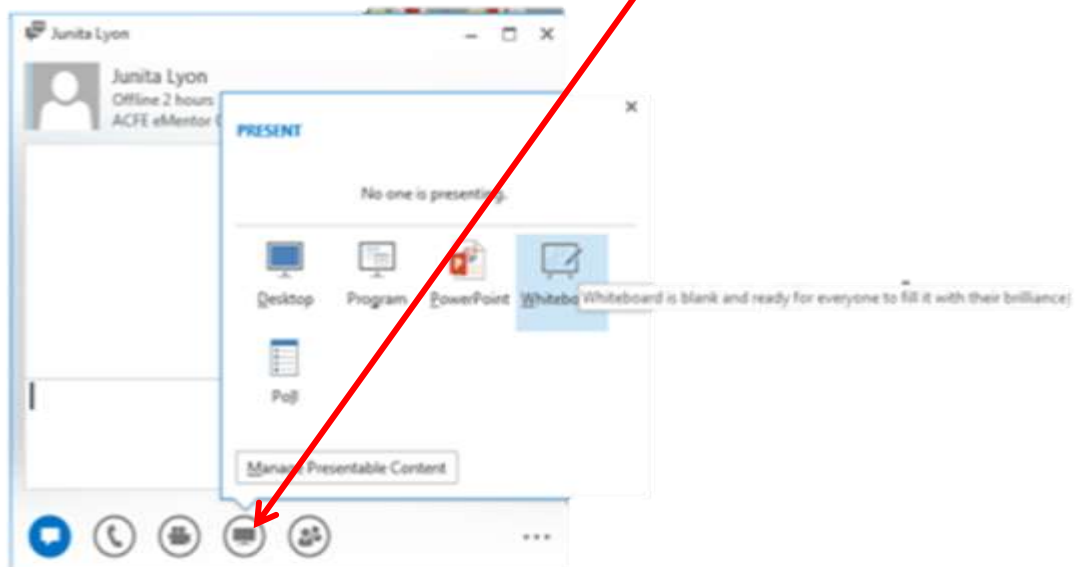 Junita Lyon
Junita Lyon
Offline 2 hours
ACFE eMentor
PRESENT
No one is presenting.
Desktop Program PowerPoint Whitebo
Whiteboard is blank and ready for everyone to fill it with their brilliance
Poll
Manage Presentable Content